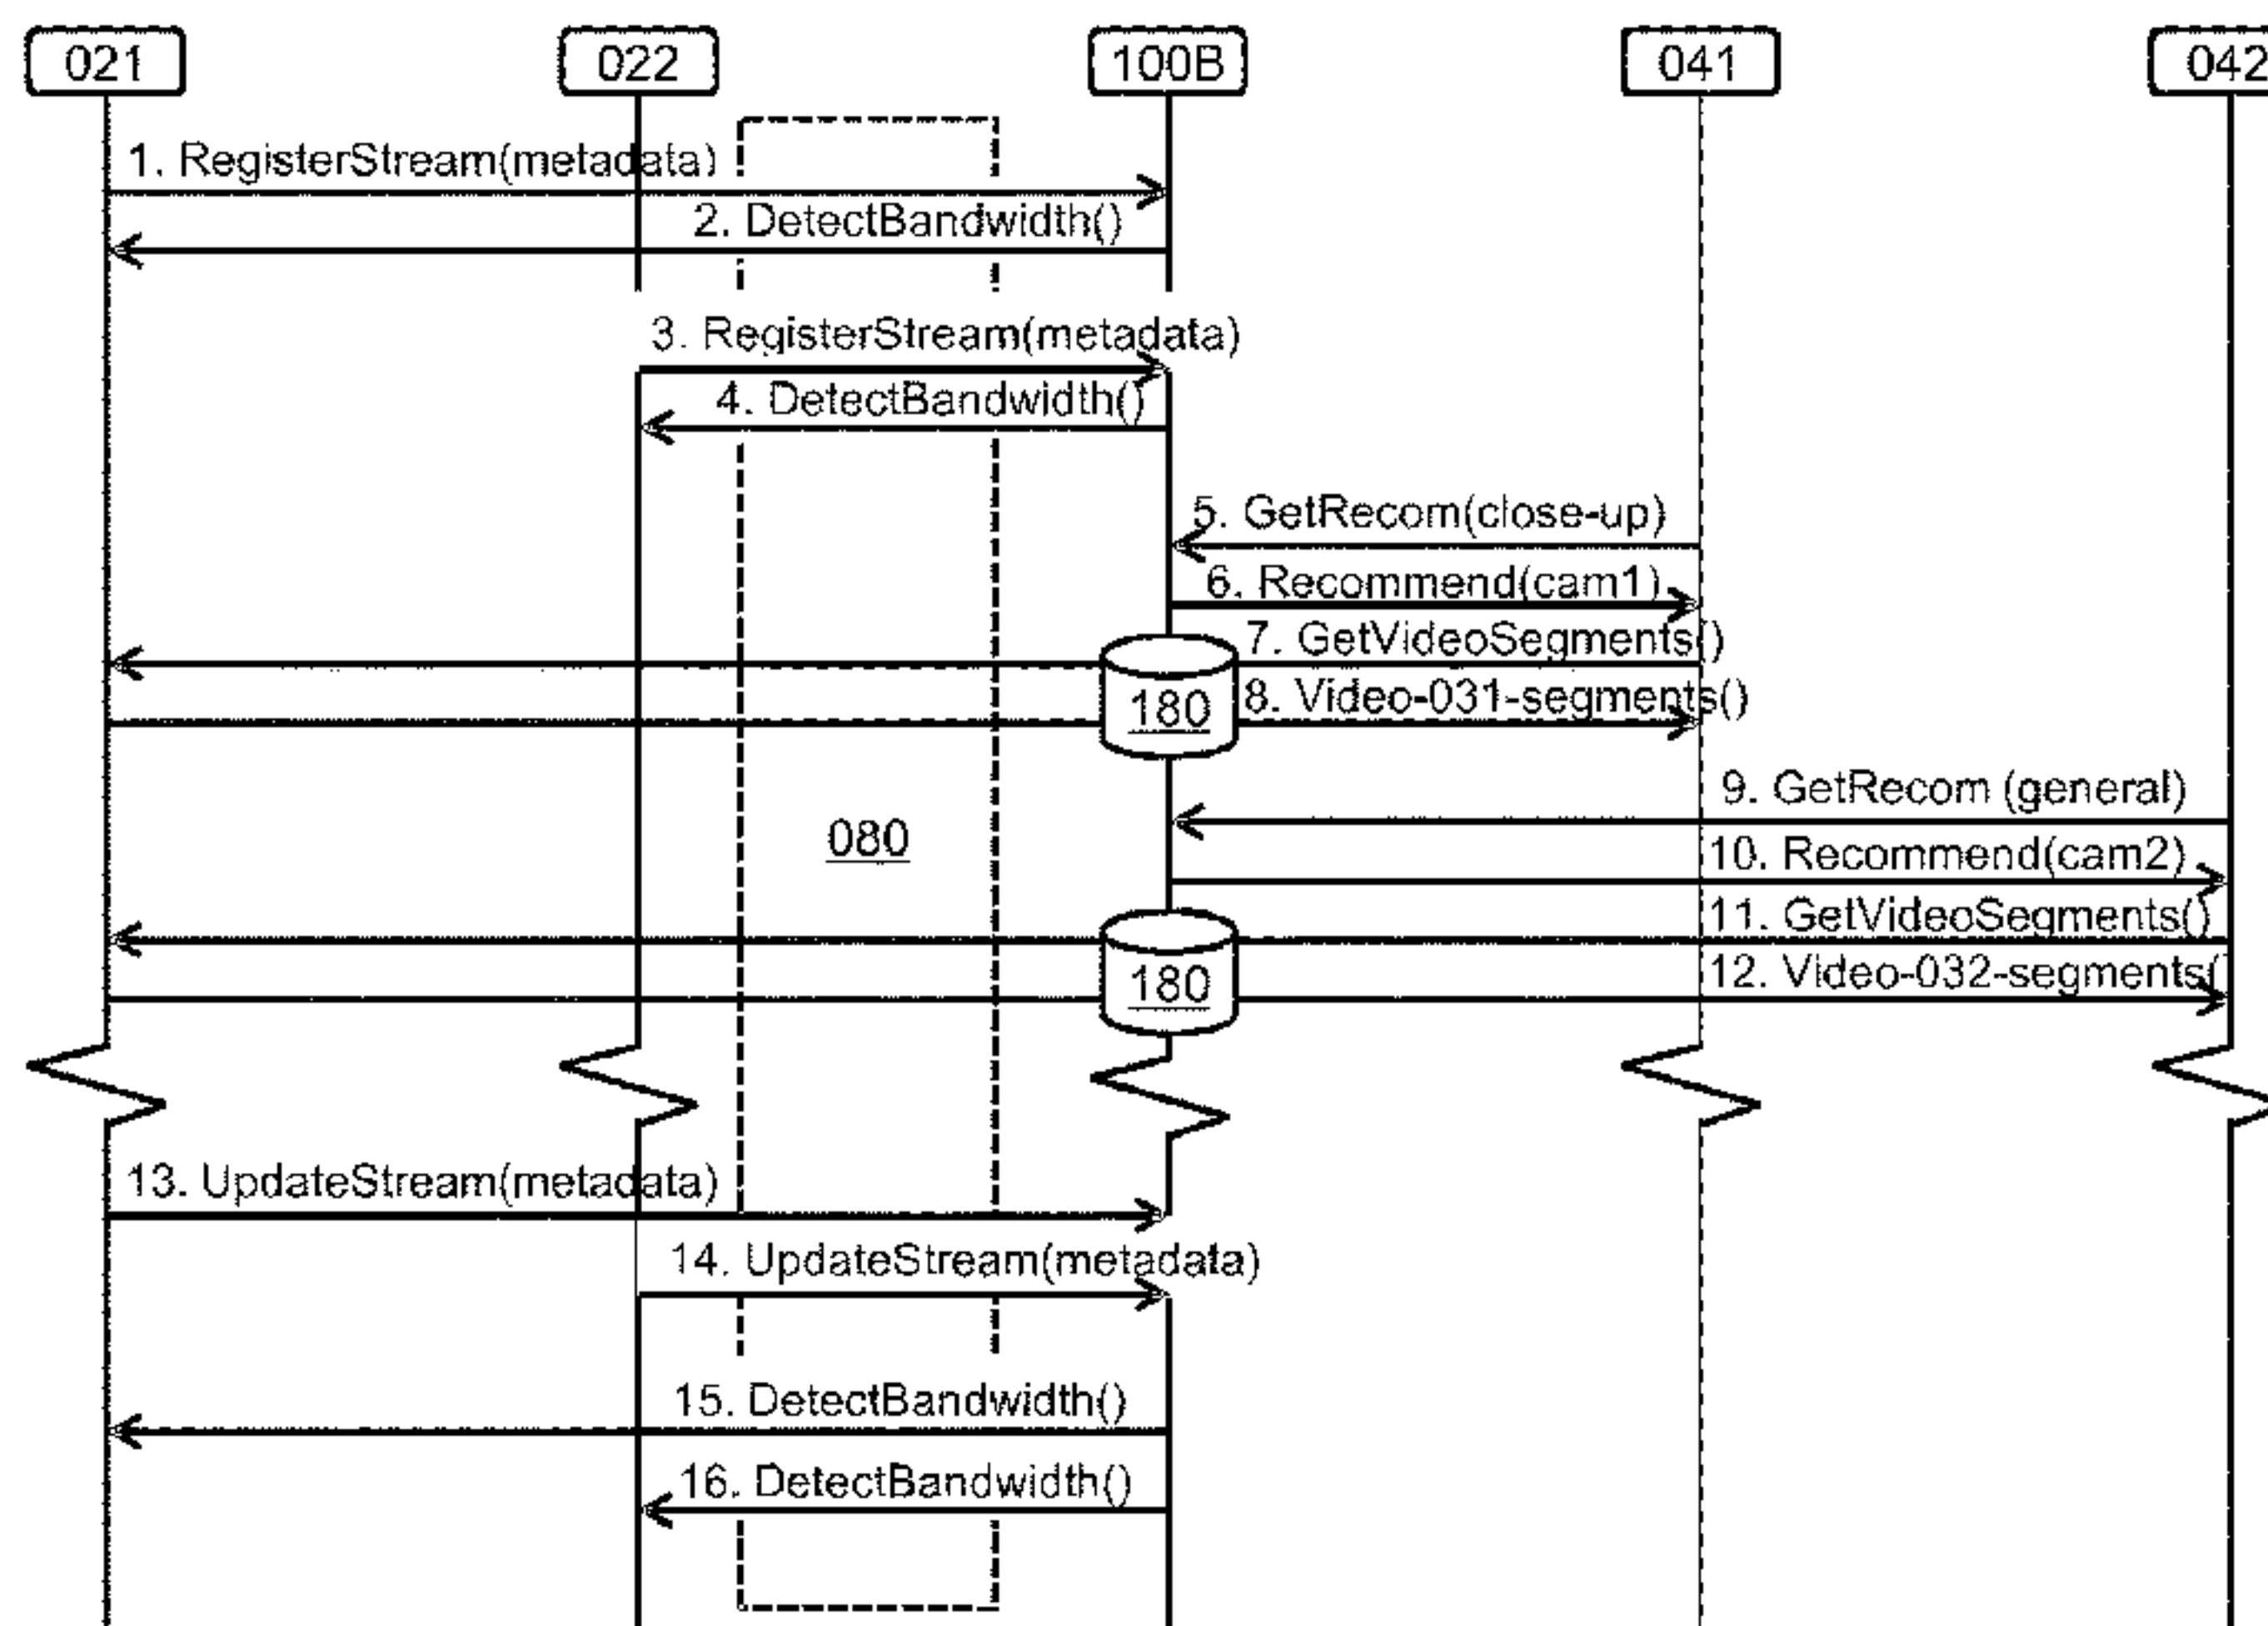 021
022
100B
041
042
1. RegisterStream(metadata)
2. DetectBandwidth()
3. RegisterStream(metadata)
4. DetectBandwidth()
5. GetRecom(close-up)
6. Recommend(cam1)
7. GetVideoSegments()
180
8. Video-031-segments()
9. GetRecom (general)
080
10. Recommend(cam2)
11. GetVideoSegments()
180
12. Video-032-segments(
13. UpdateStream(metadata)
14. UpdateStream(metadata)
15. DetectBandwidth()
16. DetectBandwidth()